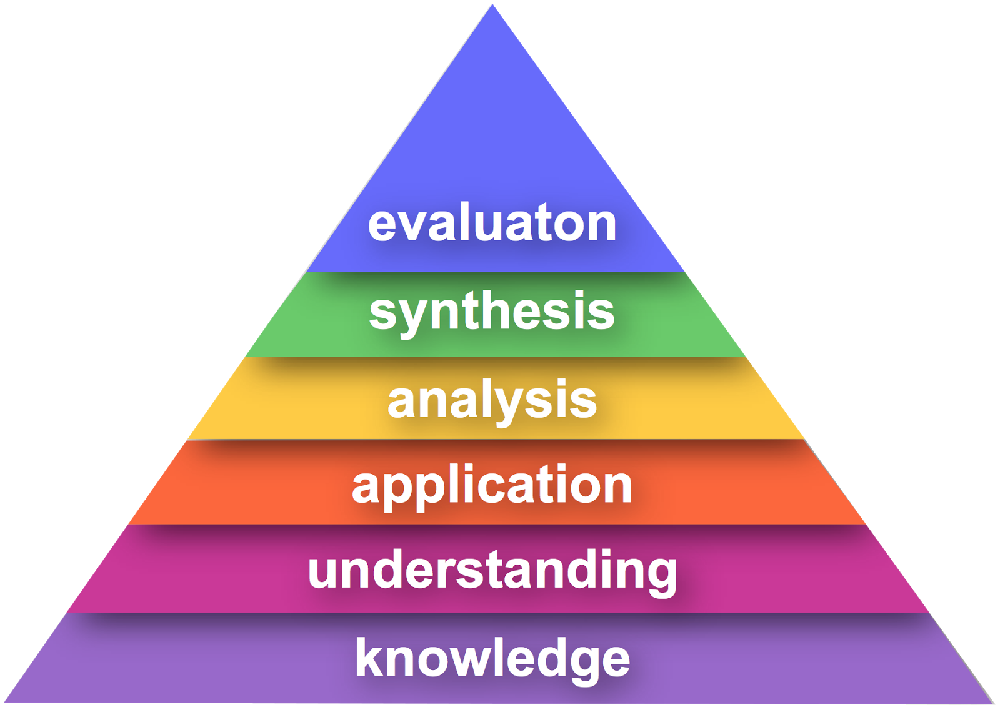 evaluaton
synthesis
analysis
application
understanding
knowledge